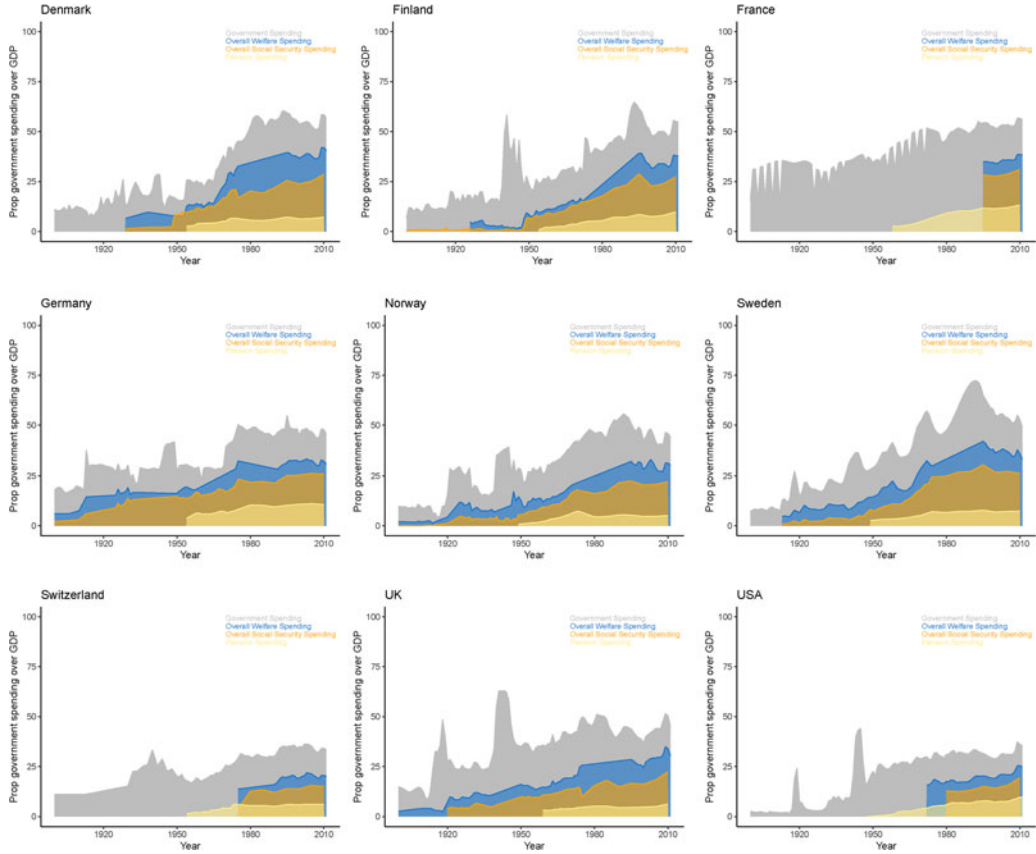 Denmark
Prop government spending over GDP
100
75
50
25
0
Government Spending
Overall Welfare Spending
Overall Social Security Spending
Pension Spending
1920
1950
1980
2010
Year
Finland
Prop government spending over GDP
100
75
50
25
0
Government Spending
Overall Welfare Spending
Overall Social Security Spending
Pension Spending
1920
1950
1980
2010
Year
France
Prop government spending over GDP
100
75
50
25
0
Government Spending
Overall Welfare Spending
Overall Social Security Spending
Pension Spending
1920
1950
1980
2010
Year
Germany
Prop government spending over GDP
100
75
50
25
0
Government Spending
Overall Welfare Spending
Overall Social Security Spending
Pension Spending
1920
1950
1980
2010
Year
Norway
Prop government spending over GDP
100
75
50
25
0
Government Spending
Overall Welfare Spending
Overall Social Security Spending
Pension Spending
1920
1950
1980
2010
Year
Sweden
Prop government spending over GDP
100
75
50
25
0
Government Spending
Overall Welfare Spending
Overall Social Security Spending
Pension Spending
1920
1950
1980
2010
Year
Switzerland
Prop government spending over GDP
100
75
50
25
0
Government Spending
Overall Welfare Spending
Overall Social Security Spending
Pension Spending
1920
1950
1980
2010
Year
UK
Prop government spending over GDP
100
75
50
25
0
Government Spending
Overall Welfare Spending
Overall Social Security Spending
Pension Spending
1920
1950
1980
2010
Year
USA
Prop government spending over GDP
100
75
50
25
0
Government Spending
Overall Welfare Spending
Overall Social Security Spending
Pension Spending
1920
1950
1980
2010
Year